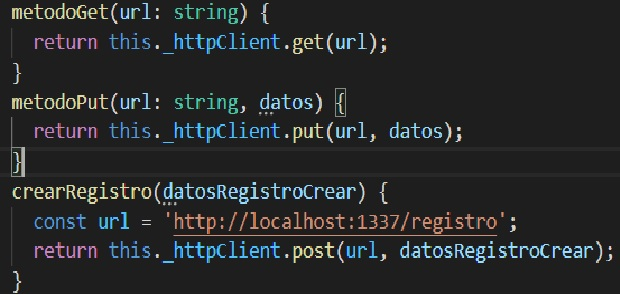 metodoGet(url: string) {
  return this._httpClient.get(url);
}
metodoPut(url: string, datos) {
  return this._httpClient.put(url, datos);
}
crearRegistro(datosRegistroCrear) {
  const url = 'http://localhost:1337/registro';
  return this._httpClient.post(url, datosRegistroCrear);
}